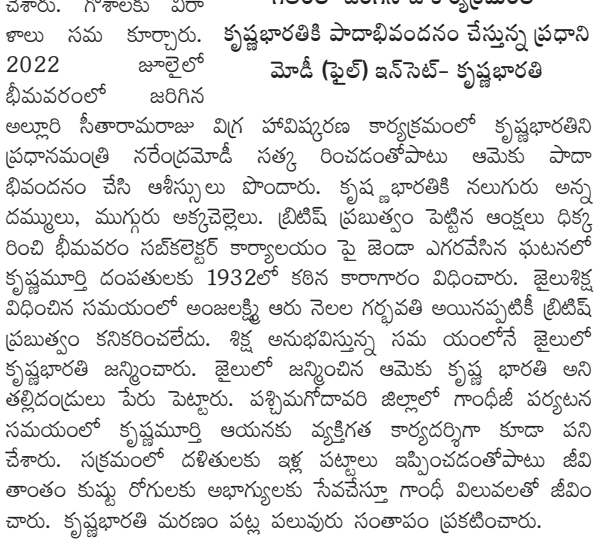 చేశారు. గోశాలకు విరా
ళాలు సమ కూర్చారు.
2022 జూలైలో
భీమవరంలో జరిగిన
కృష్ణభారతికి పాదాభివందనం చేస్తున్న ప్రధాని
మోడీ (ఫైల్) ఇన్‌సెట్– కృష్ణభారతి
అల్లూరి సీతారామరాజు విగ్ర హావిష్కరణ కార్యక్రమంలో కృష్ణభారతిని
ప్రధానమంత్రి నరేంద్రమోడీ సత్క రించడంతోపాటు ఆమెకు పాదా
భివందనం చేసి ఆశీస్సులు పొందారు. కృష ్ణభారతికి నలుగురు అన్న
దమ్ములు, ముగ్గురు అక్కచెల్లెలు. బ్రిటిష్ ప్రబుత్వం పెట్టిన ఆంక్షలు ధిక్క
రించి భీమవరం సబ్‌కలెక్టర్ కార్యాలయం పై జెండా ఎగరవేసిన ఘటనలో
కృష్ణమూర్తి దంపతులకు 1932లో కఠిన కారాగారం విధించారు. జైలుశిక్ష
విధించిన సమయంలో అంజలక్ష్మి ఆరు నెలల గర్భవతి అయినప్పటికీ బ్రిటిష్
ప్రబుత్వం కనికరించలేదు. శిక్ష అనుభవిస్తున్న సమ యంలోనే జైలులో
కృష్ణభారతి జన్మించారు. జైలులో జన్మించిన ఆమెకు కృష్ణ భారతి అని
తల్లిదండ్రులు పేరు పెట్టారు. పశ్చిమగోదావరి జిల్లాలో గాంధీజీ పర్యటన
సమయంలో కృష్ణమూర్తి ఆయనకు వ్యక్తిగత కార్యదర్శిగా కూడా పని
చేశారు. సక్రమంలో దళితులకు ఇళ్ల పట్టాలు ఇప్పించడంతోపాటు జీవి
తాంతం కుష్టు రోగులకు అభాగ్యులకు సేవచేస్తూ గాంధీ విలువలతో జీవిం
చారు. కృష్ణభారతి మరణం పట్ల పలువురు సంతాపం ప్రకటించారు.